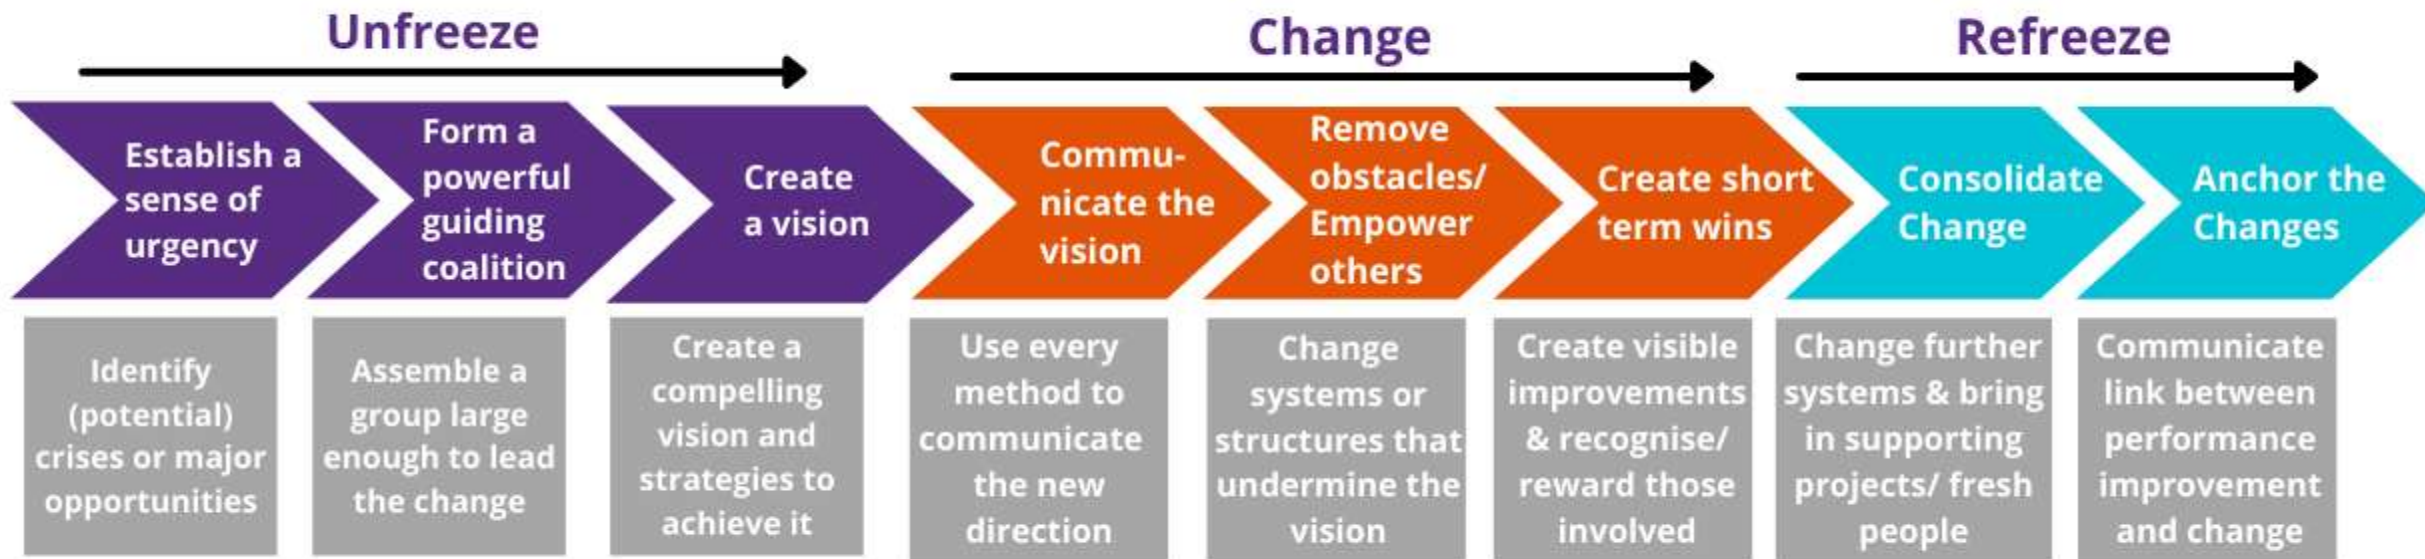 Unfreeze
Change
Refreeze
Establish a
sense of
urgency
Form a
powerful
guiding
coalition
Create
a vision
Commu-
nicate the
vision
Remove
obstacles/
Empower
others
Create short
term wins
Consolidate
Change
Anchor the
Changes
Identify
(potential)
crises or major
opportunities
Assemble a
group large
enough to lead
the change
Create a
compelling
vision and
strategies to
achieve it
Use every
method to
communicate
the new
direction
Change
systems or
structures that
undermine the
vision
Create visible
improvements
& recognise/
reward those
involved
Change further
systems & bring
in supporting
projects/ fresh
people
Communicate
link between
performance
improvement
and change